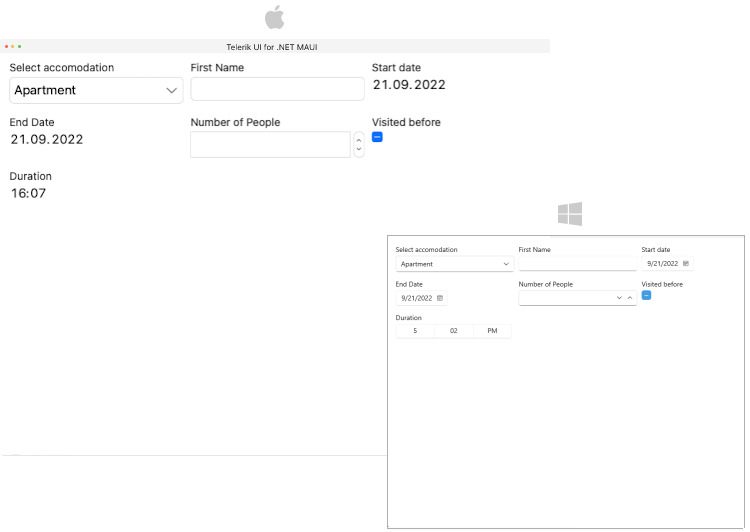 Telerik UI for .NET MAUI
Select accomodation First Name Start date
Apartment 21.09.2022
End Date Number of People Visited before
21.09.2022
Duration
16:07
Select accomodation First Name Start date
Apartment 9/21/2022
End Date Number of People Visited before
9/21/2022
Duration
5 02 PM